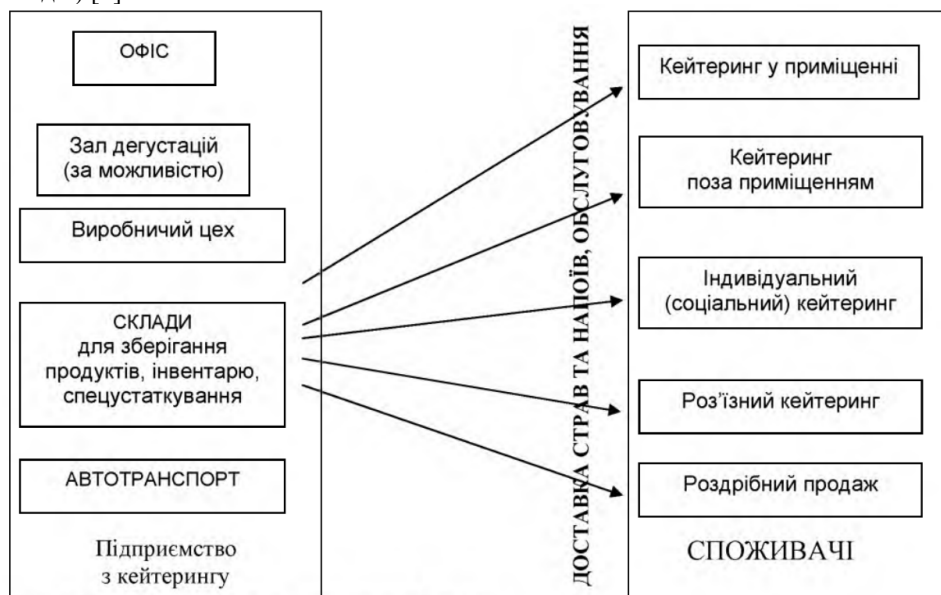 ОФІС
Зал дегустацій
(за можливістю)
Виробничий цех
СКЛАДИ
для зберігання
продуктів, інвентарю,
спецустаткування
АВТОТРАНСПОРТ
Підприємство
з кейтерингу
ДОСТАВКА СТРАВ ТА НАПОЇВ, ОБСЛУГОВУВАННЯ
Кейтеринг у приміщенні
Кейтеринг
поза приміщенням
Індивідуальний
(соціальний) кейтеринг
Роз'їзний кейтеринг
Роздрібний продаж
СПОЖИВАЧІ